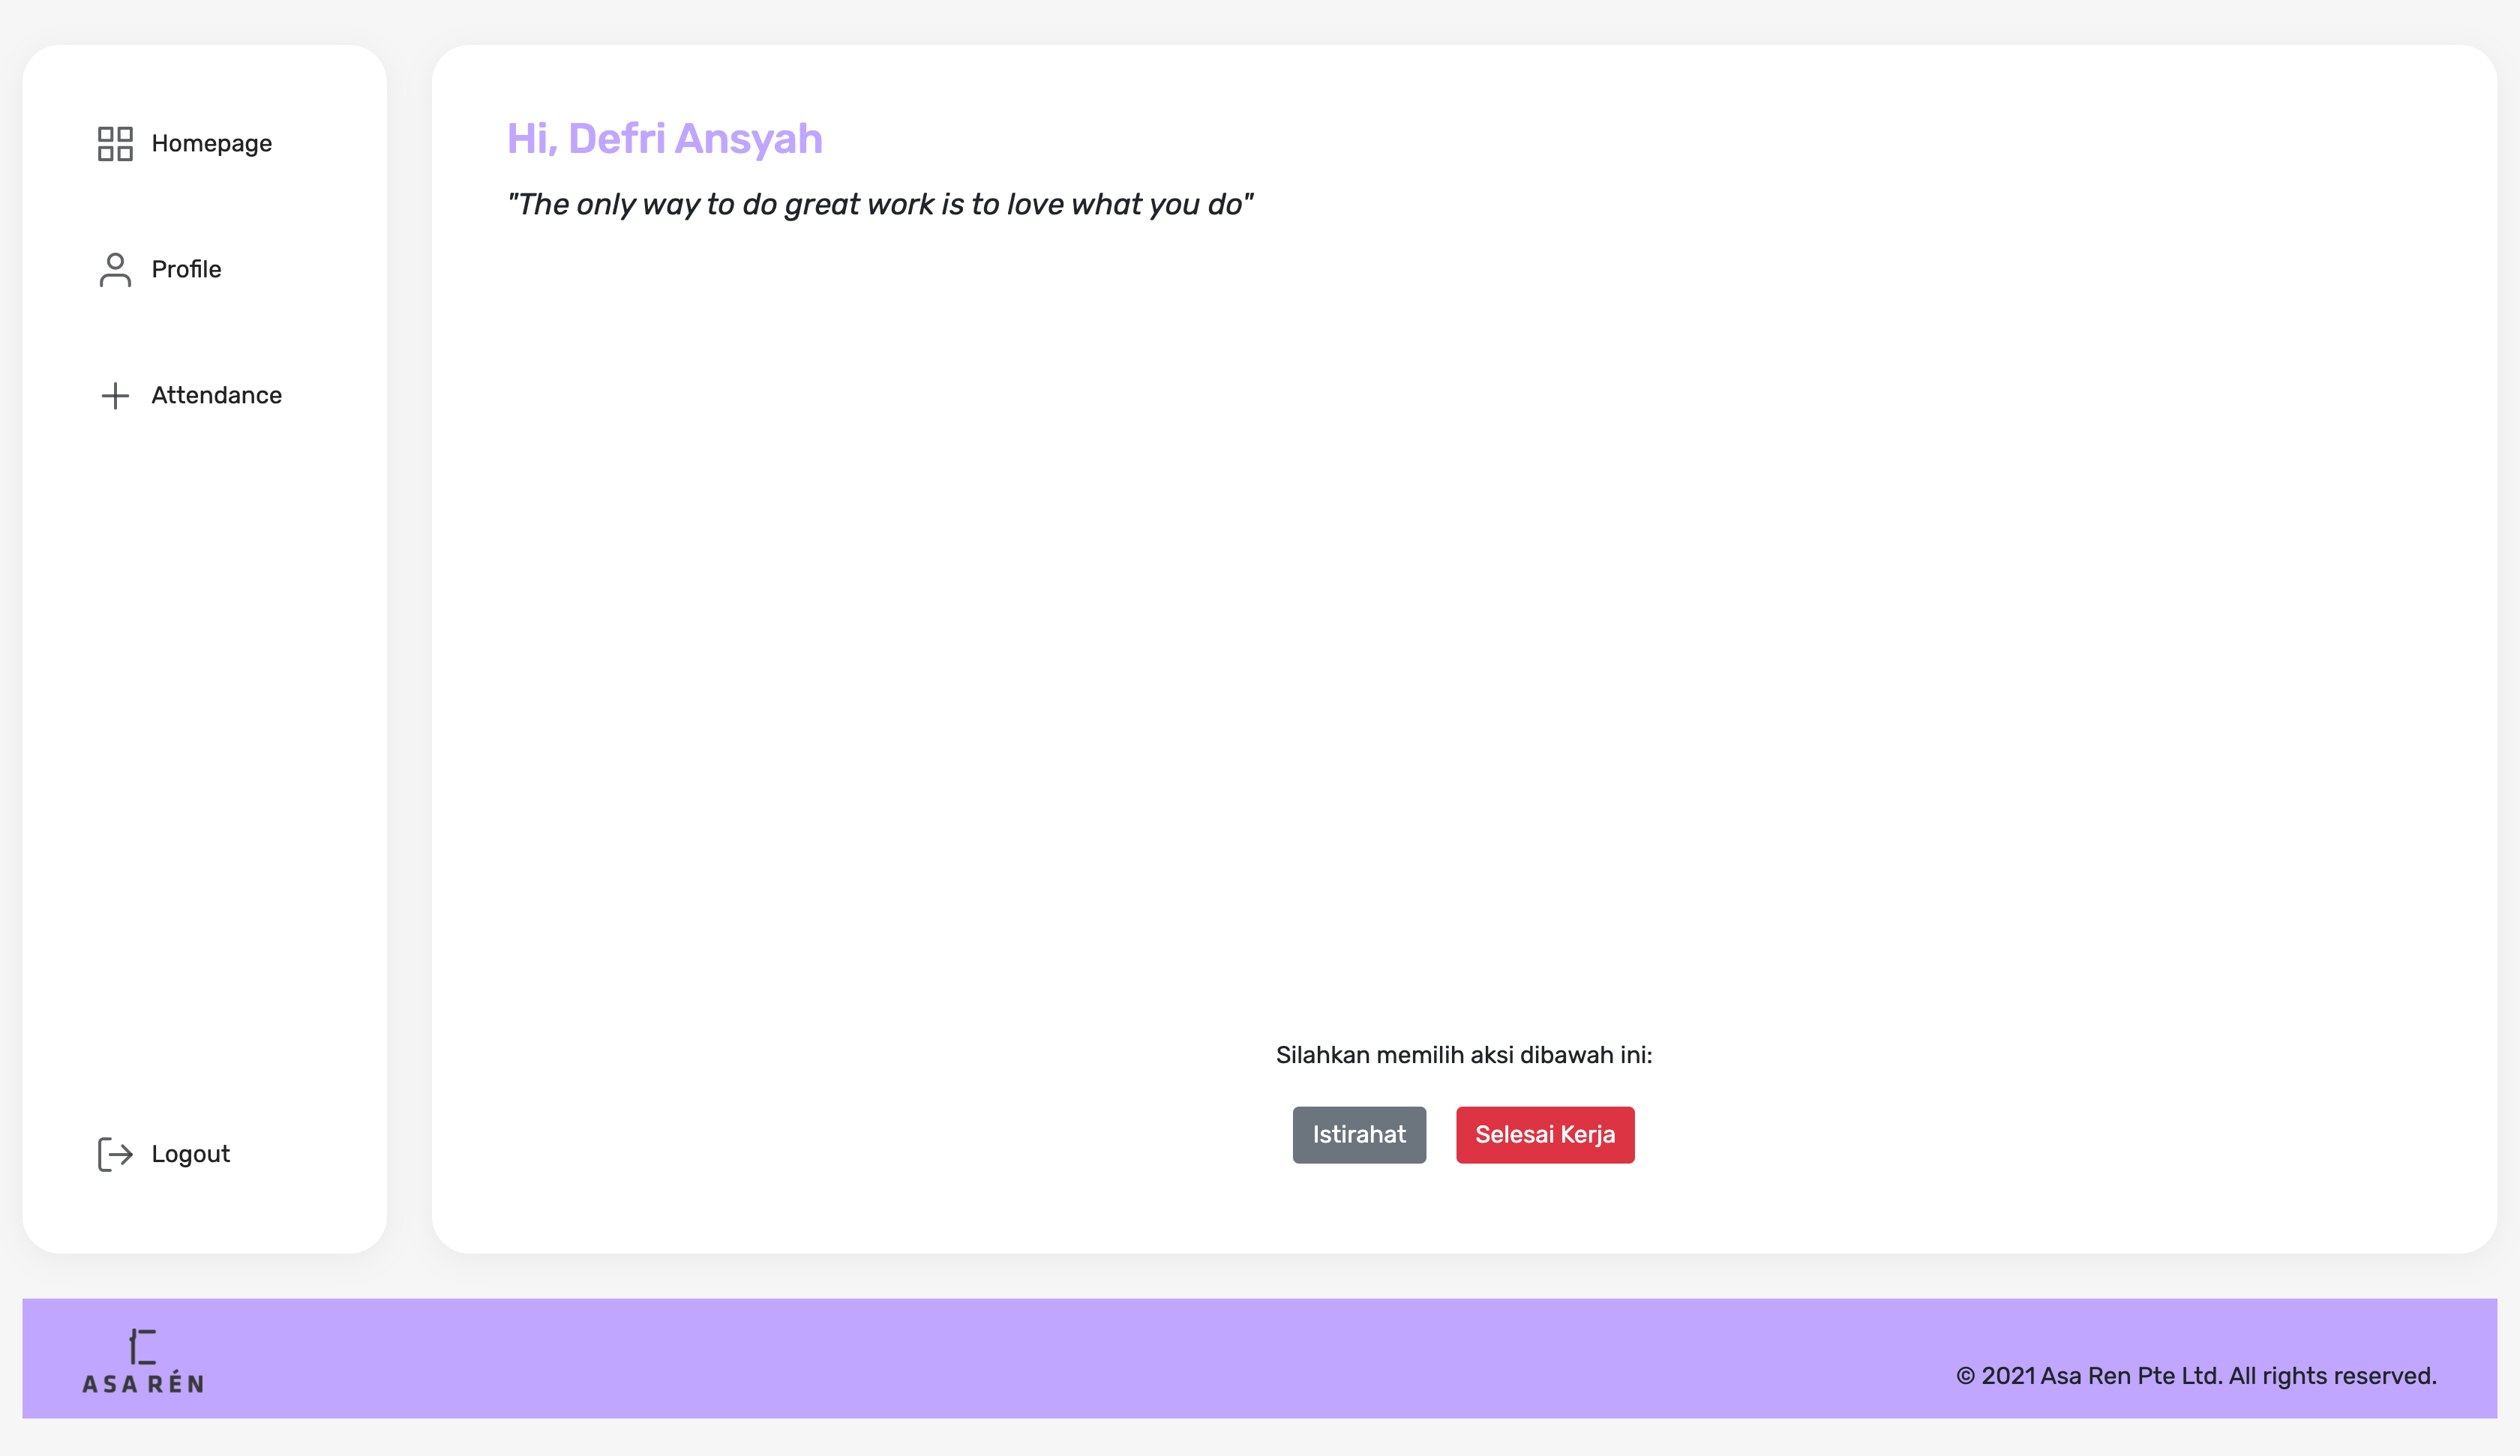 Homepage
Profile
Attendance
Logout
Hi, Defri Ansyah
"The only way to do great work is to love what you do"
Silahkan memilih aksi dibawah ini:
Istirahat
Selesai Kerja
ASA RÉN
© 2021 Asa Ren Pte Ltd. All rights reserved.